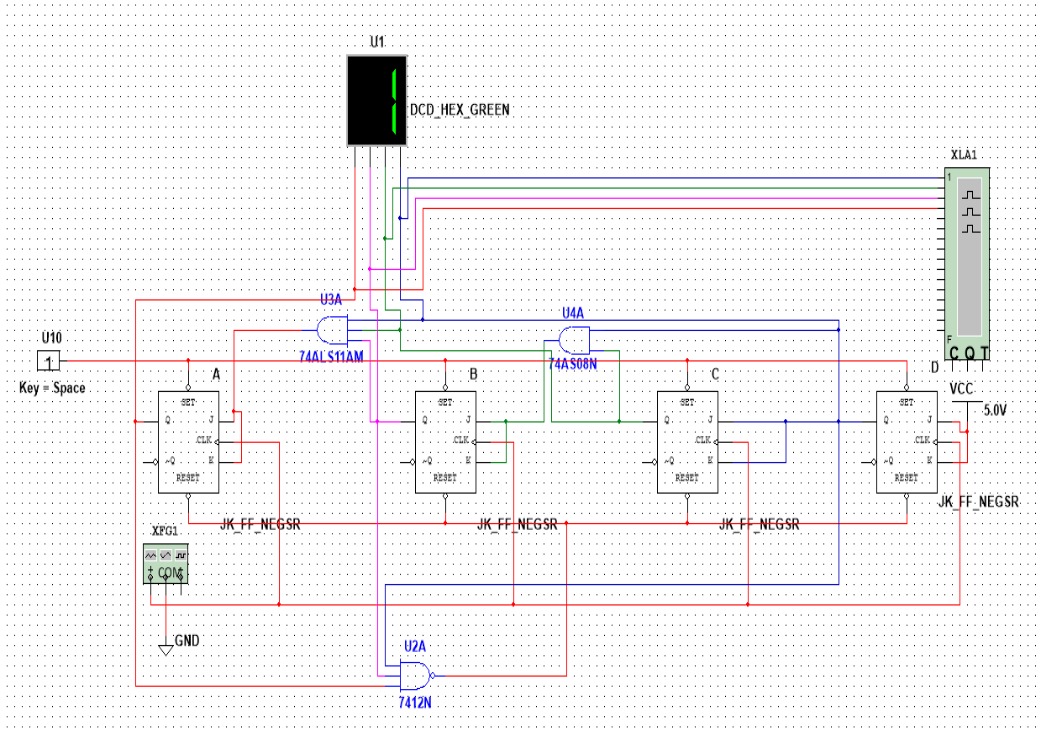 U1
DCD_HEX_GREEN
XLA1
1
F
C Q T
U3A
74ALS11AM
U4A
74AS08N
U10
1
Key = Space
A
B
C
D
VCC
5.0V
SET
Q
J
CLK
K
~Q
RESET
JK_FF_NEGSR
SET
Q
J
CLK
K
~Q
RESET
JK_FF_NEGSR
SET
Q
J
CLK
K
~Q
RESET
JK_FF_NEGSR
SET
Q
J
CLK
K
~Q
RESET
JK_FF_NEGSR
XFG1
COM
GND
U2A
7412N